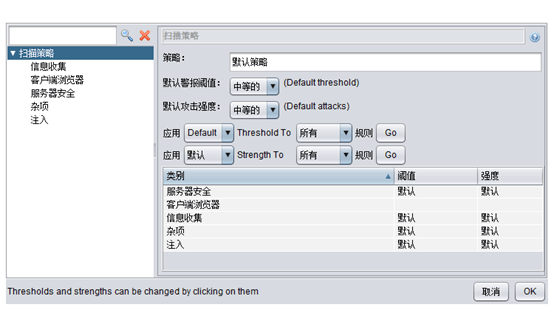 扫描策略
扫描策略
信息收集
客户端浏览器
服务器安全
杂项
注入
策略: 默认策略
默认警报阈值: 中等的 (Default threshold)
默认攻击强度: 中等的 (Default attacks)
应用 Default Threshold To 所有 规则 Go
应用 默认 Strength To 所有 规则 Go
类别 阈值 强度
服务器安全 默认 默认
客户端浏览器
信息收集 默认 默认
杂项 默认 默认
注入 默认 默认
Thresholds and strengths can be changed by clicking on them 取消 OK